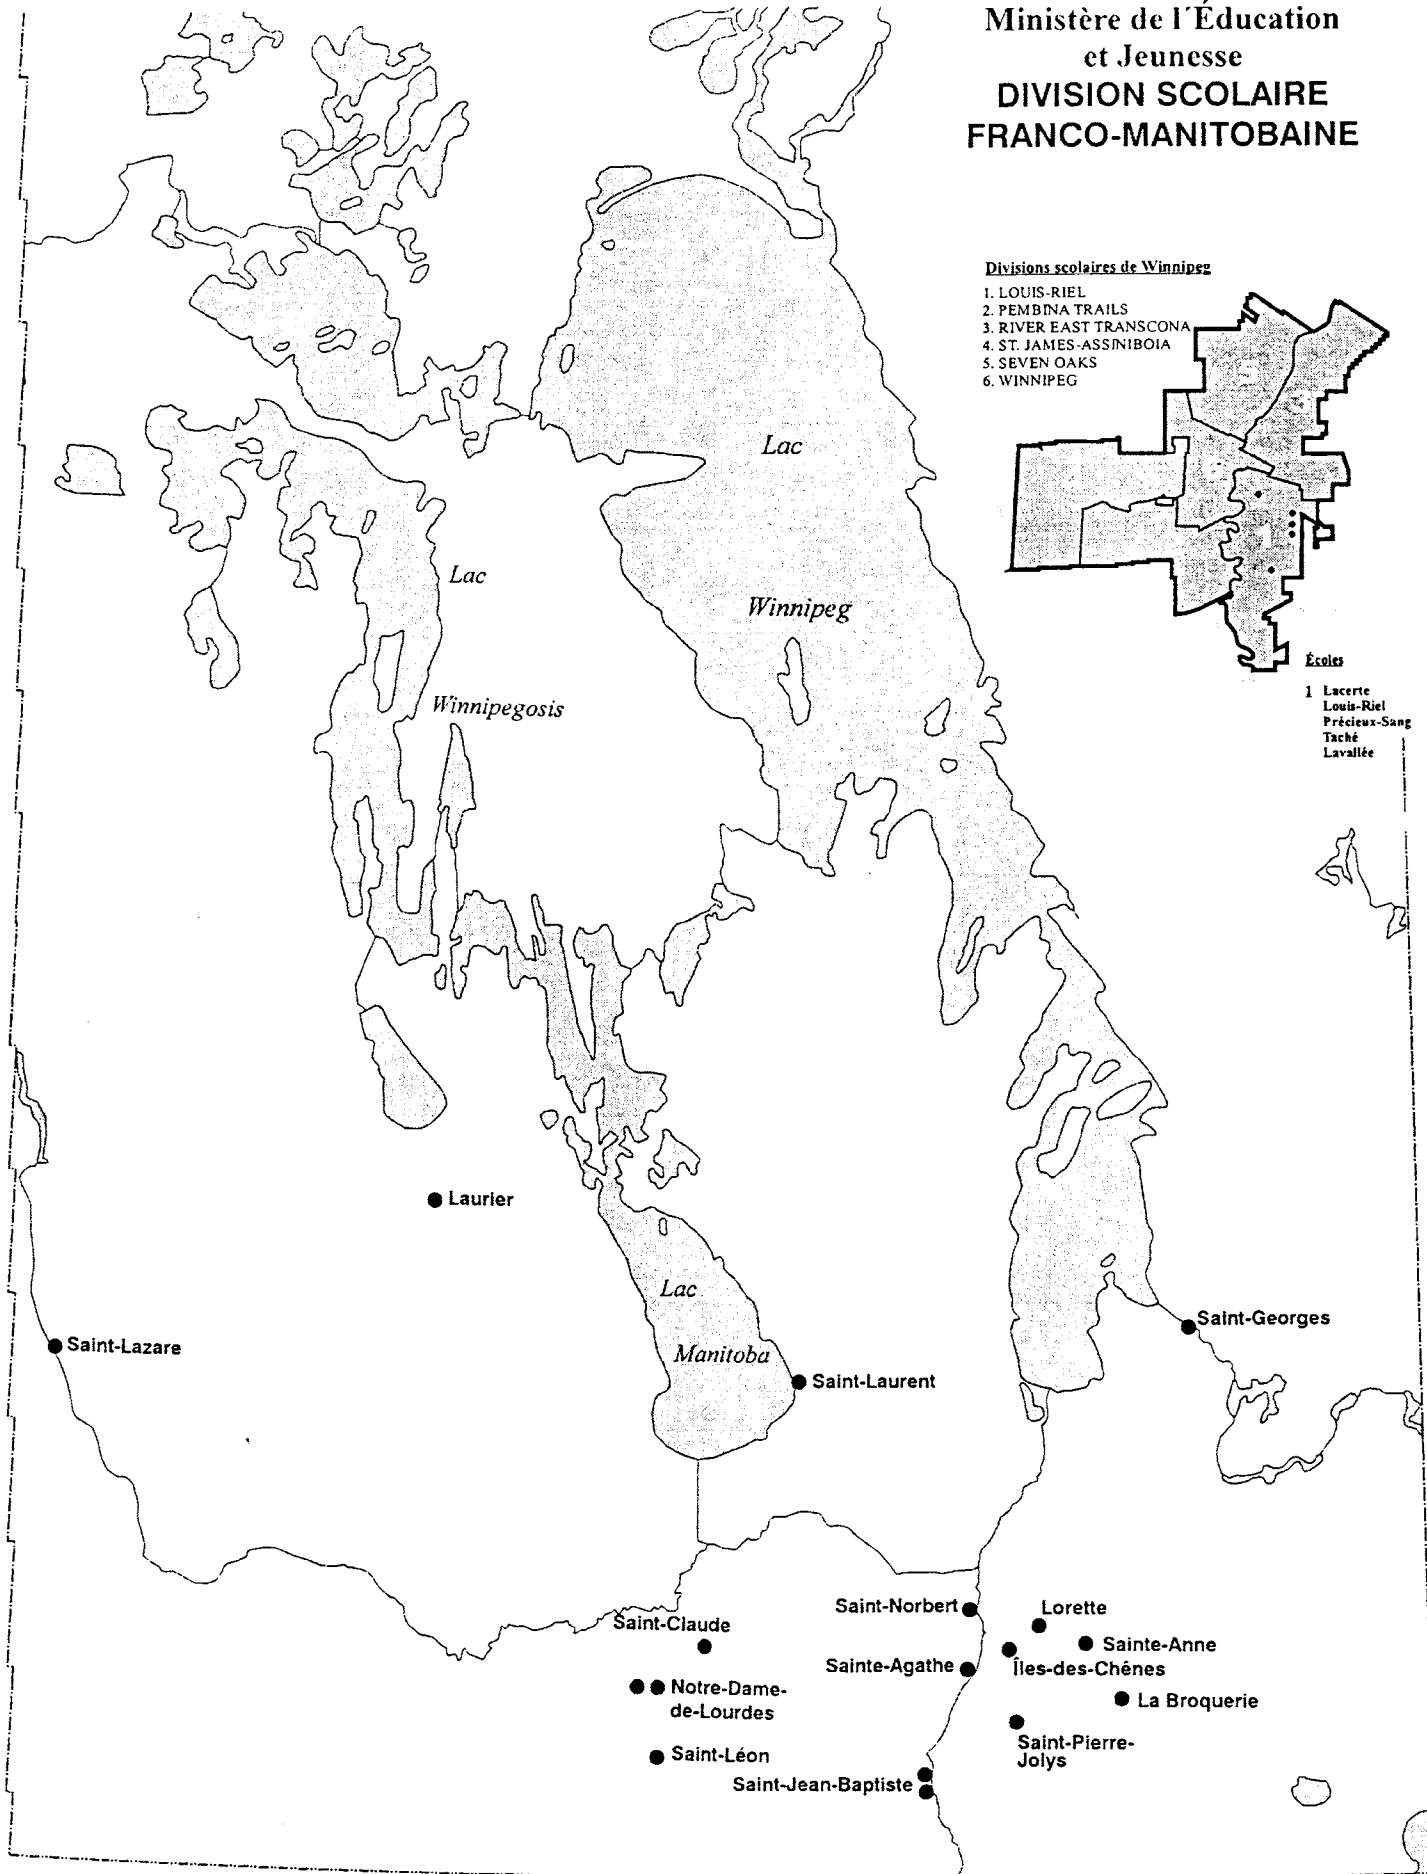 Ministère de l'Éducation
et Jeunesse
DIVISION SCOLAIRE
FRANCO-MANITOBAINE
Divisions scolaires de Winnipeg
1. LOUIS-RIEL
2. PEMBINA TRAILS
3. RIVER EAST TRANSCONA
4. ST. JAMES-ASSINIBOIA
5. SEVEN OAKS
6. WINNIPEG
Lac
Winnipeg
Lac
Winnipegosis
Écoles
1 Lacerte
Louis-Riel
Précieux-Sang
Taché
Lavallée
Laurier
Lac
Manitoba
Saint-Georges
Saint-Lazare
Saint-Laurent
Saint-Norbert
Lorette
Saint-Claude
Sainte-Anne
Sainte-Agathe
Îles-des-Chênes
Notre-Dame-
de-Lourdes
La Broquerie
Saint-Pierre-
Jolys
Saint-Léon
Saint-Jean-Baptiste